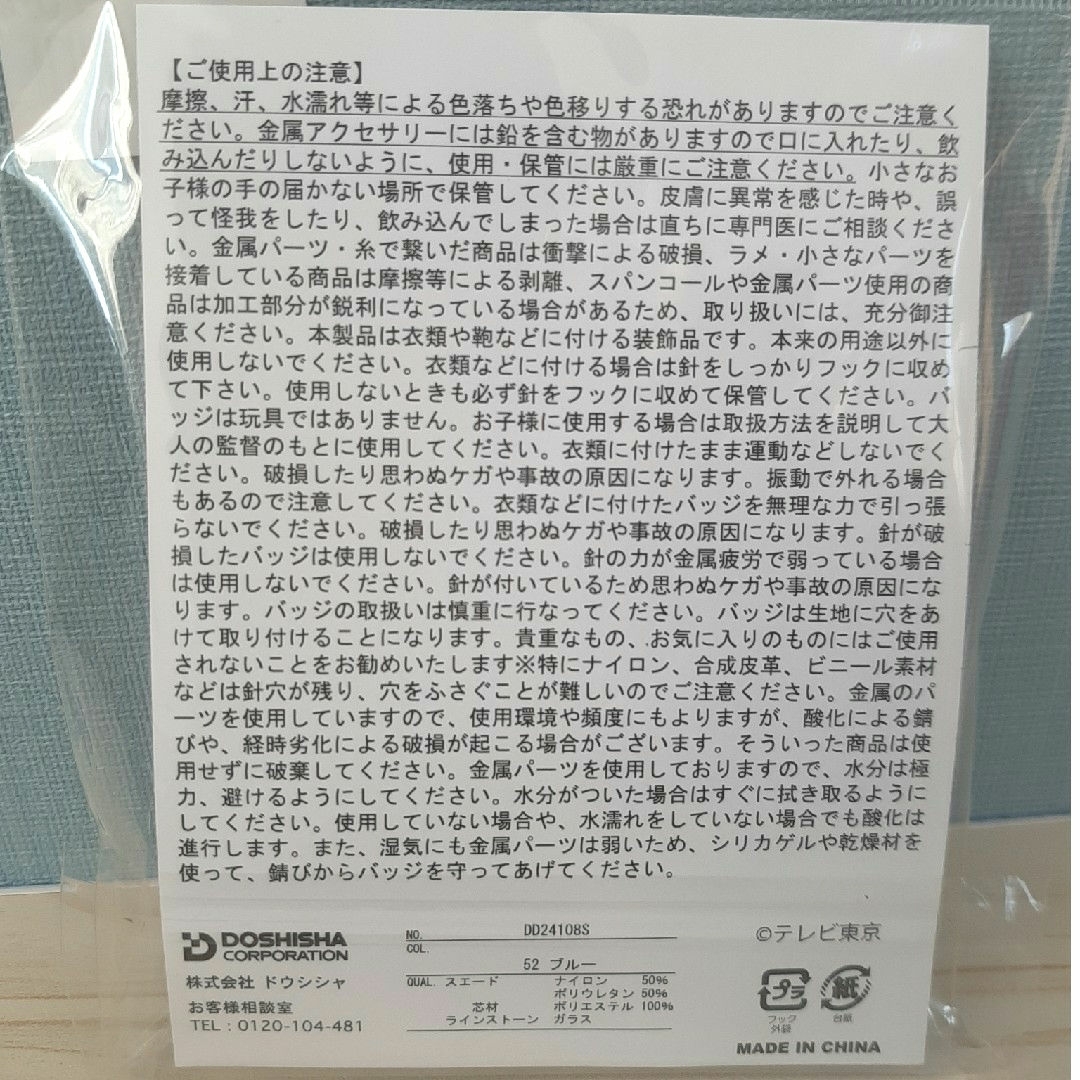 【ご使用上の注意】
摩擦、汗、水濡れ等による色落ちや色移りする恐れがありますのでご注意く
ださい。金属アクセサリーには鉛を含む物がありますので口に入れたり、飲
み込んだりしないように、使用・保管には厳重にご注意ください。小さなお
子様の手の届かない場所で保管してください。皮膚に異常を感じた時や、誤
って怪我をしたり、飲み込んでしまった場合は直ちに専門医にご相談くださ
い。金属パーツ・糸で繋いだ商品は衝撃による破損、ラメ・小さなパーツを
接着している商品は摩擦等による剥離、スパンコールや金属パーツ使用の商
品は加工部分が鋭利になっている場合があるため、取り扱いには、充分御注
意ください。本製品は衣類や鞄などに付ける装飾品です。本来の用途以外に
使用しないでください。衣類などに付ける場合は針をしっかりフックに収め
て下さい。使用しないときも必ず針をフックに収めて保管してください。バ
ッジは玩具ではありません。お子様に使用する場合は取扱方法を説明して大
人の監督のもとに使用してください。衣類に付けたまま運動などしないでく
ださい。破損したり思わぬケガや事故の原因になります。振動で外れる場合
もあるので注意してください。衣類などに付けたバッジを無理な力で引っ張
らないでください。破損したり思わぬケガや事故の原因になります。針が破
損したバッジは使用しないでください。針の力が金属疲労で弱っている場合
は使用しないでください。針が付いているため思わぬケガや事故の原因にな
ります。バッジの取扱いは慎重に行なってください。バッジは生地に穴をあ
けて取り付けることになります。貴重なもの、お気に入りのものにはご使用
されないことをお勧めいたします※特にナイロン、合成皮革、ビニール素材
などは針穴が残り、穴をふさぐことが難しいのでご注意ください。金属のパ
ーツを使用していますので、使用環境や頻度にもよりますが、酸化による錆
びや、経時劣化による破損が起こる場合がございます。そういった商品は使
用せずに破棄してください。金属パーツを使用しておりますので、水分は極
力、避けるようにしてください。水分がついた場合はすぐに拭き取るように
してください。使用していない場合や、水濡れをしていない場合でも酸化は
進行します。また、湿気にも金属パーツは弱いため、シリカゲルや乾燥材を
使って、錆びからバッジを守ってあげてください。
DOSHISHA
CORPORATION
株式会社 ドウシシャ
お客様相談室
TEL：0120-104-481
NO. DD24108S
COL.
52 ブルー
QUAL. スエード ナイロン 50%
ポリウレタン 50%
芯材 ポリエステル 100%
ラインストーン ガラス
©テレビ東京
プラ 紙
フック 台紙
外袋
MADE IN CHINA